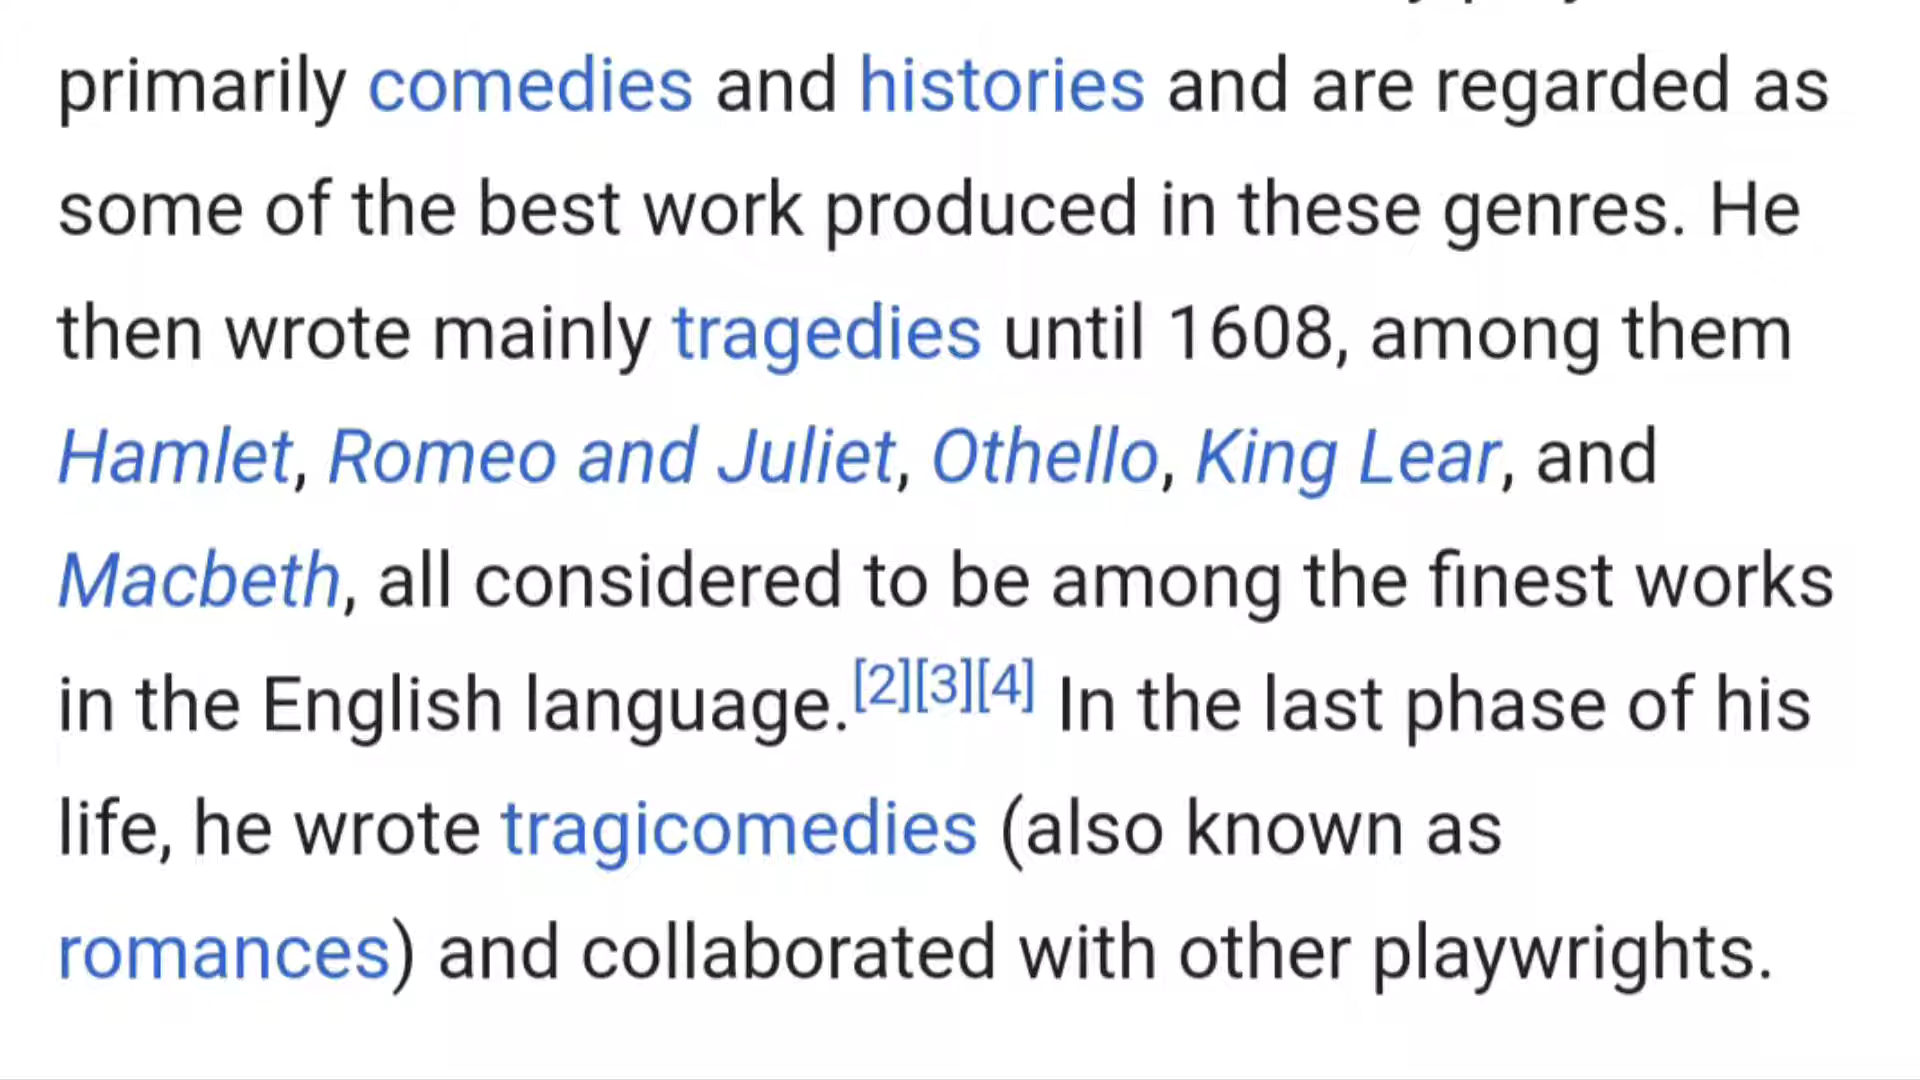 primarily comedies and histories and are regarded as
some of the best work produced in these genres. He
then wrote mainly tragedies until 1608, among them
Hamlet, Romeo and Juliet, Othello, King Lear, and
Macbeth, all considered to be among the finest works
in the English language.[2][3][4] In the last phase of his
life, he wrote tragicomedies (also known as
romances) and collaborated with other playwrights.